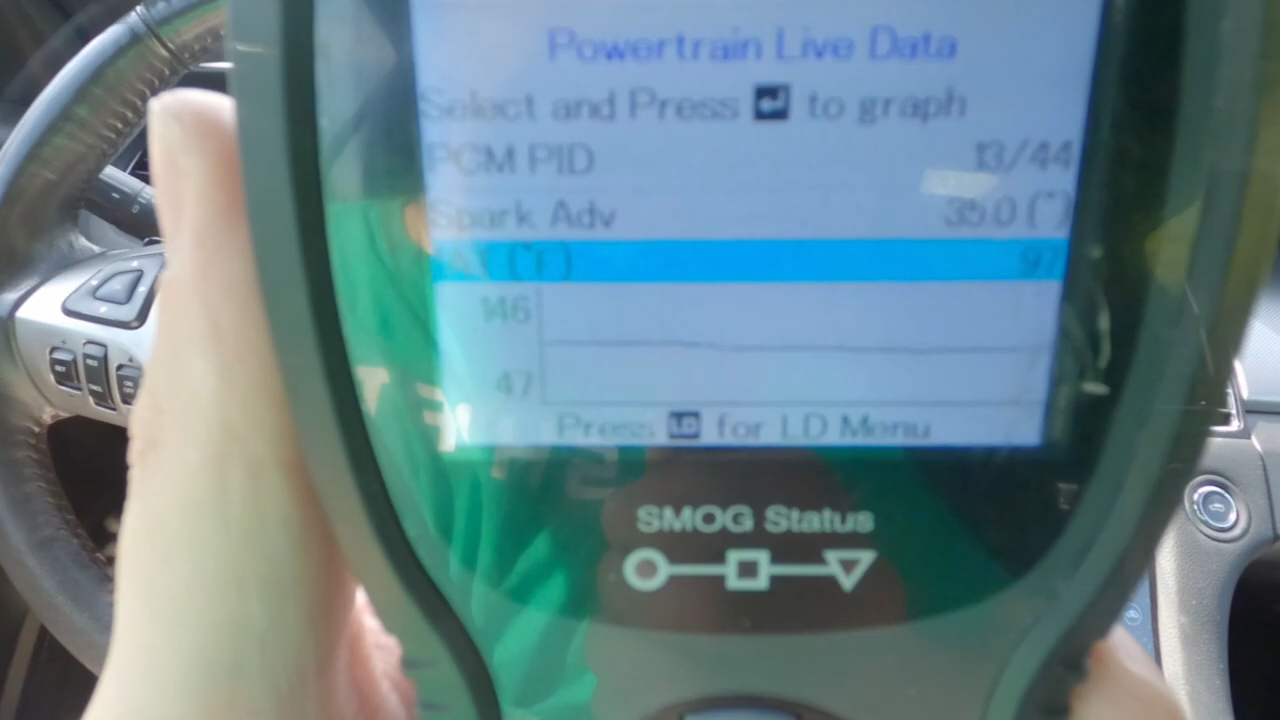 Powertrain Live Data
Select and Press to graph
PCM PID 13/44
Spark Adv 35.0 (°)
(°F) 97
146
47
Press LD for LD Menu
SMOG Status